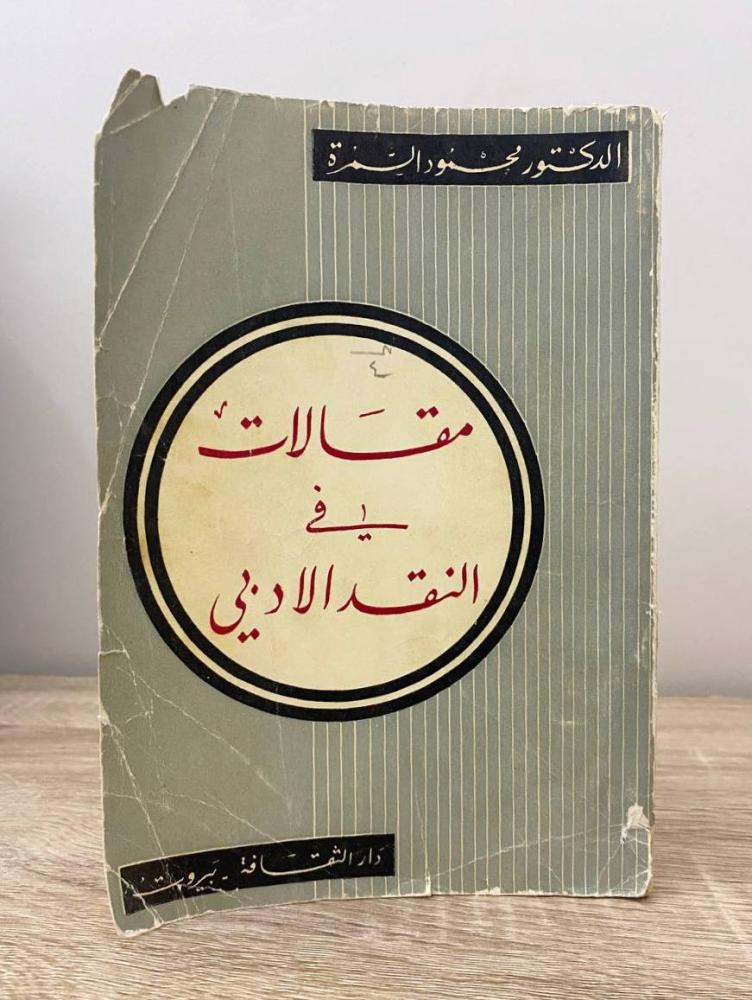 الدكتور محمود السمرة
مقالات
في
النقد الادبي
دار الثقافة - بيروت